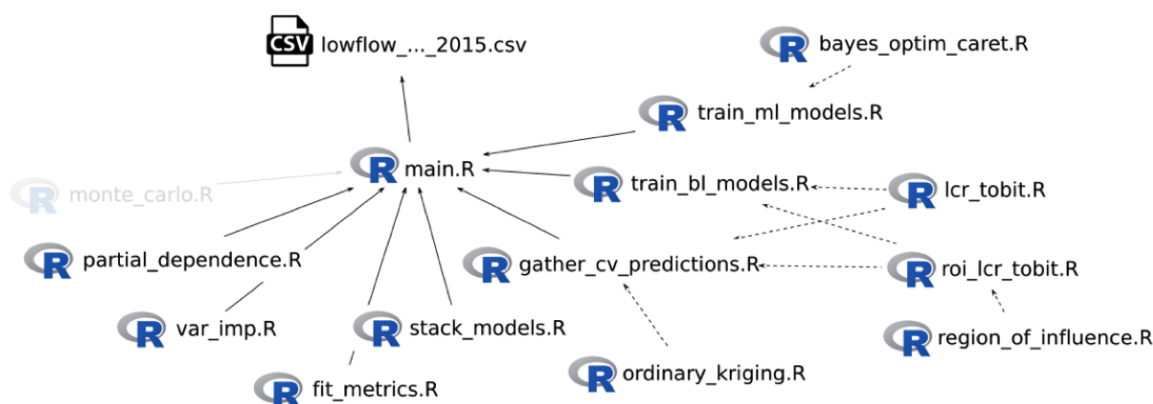 CSV lowflow_..._2015.csv
R bayes_optim_caret.R
R train_ml_models.R
R main.R
R train_bl_models.R
R lcr_tobit.R
R monte_carlo.R
R partial_dependence.R
R gather_cv_predictions.R
R roi_lcr_tobit.R
R var_imp.R
R stack_models.R
R region_of_influence.R
R fit_metrics.R
R ordinary_kriging.R